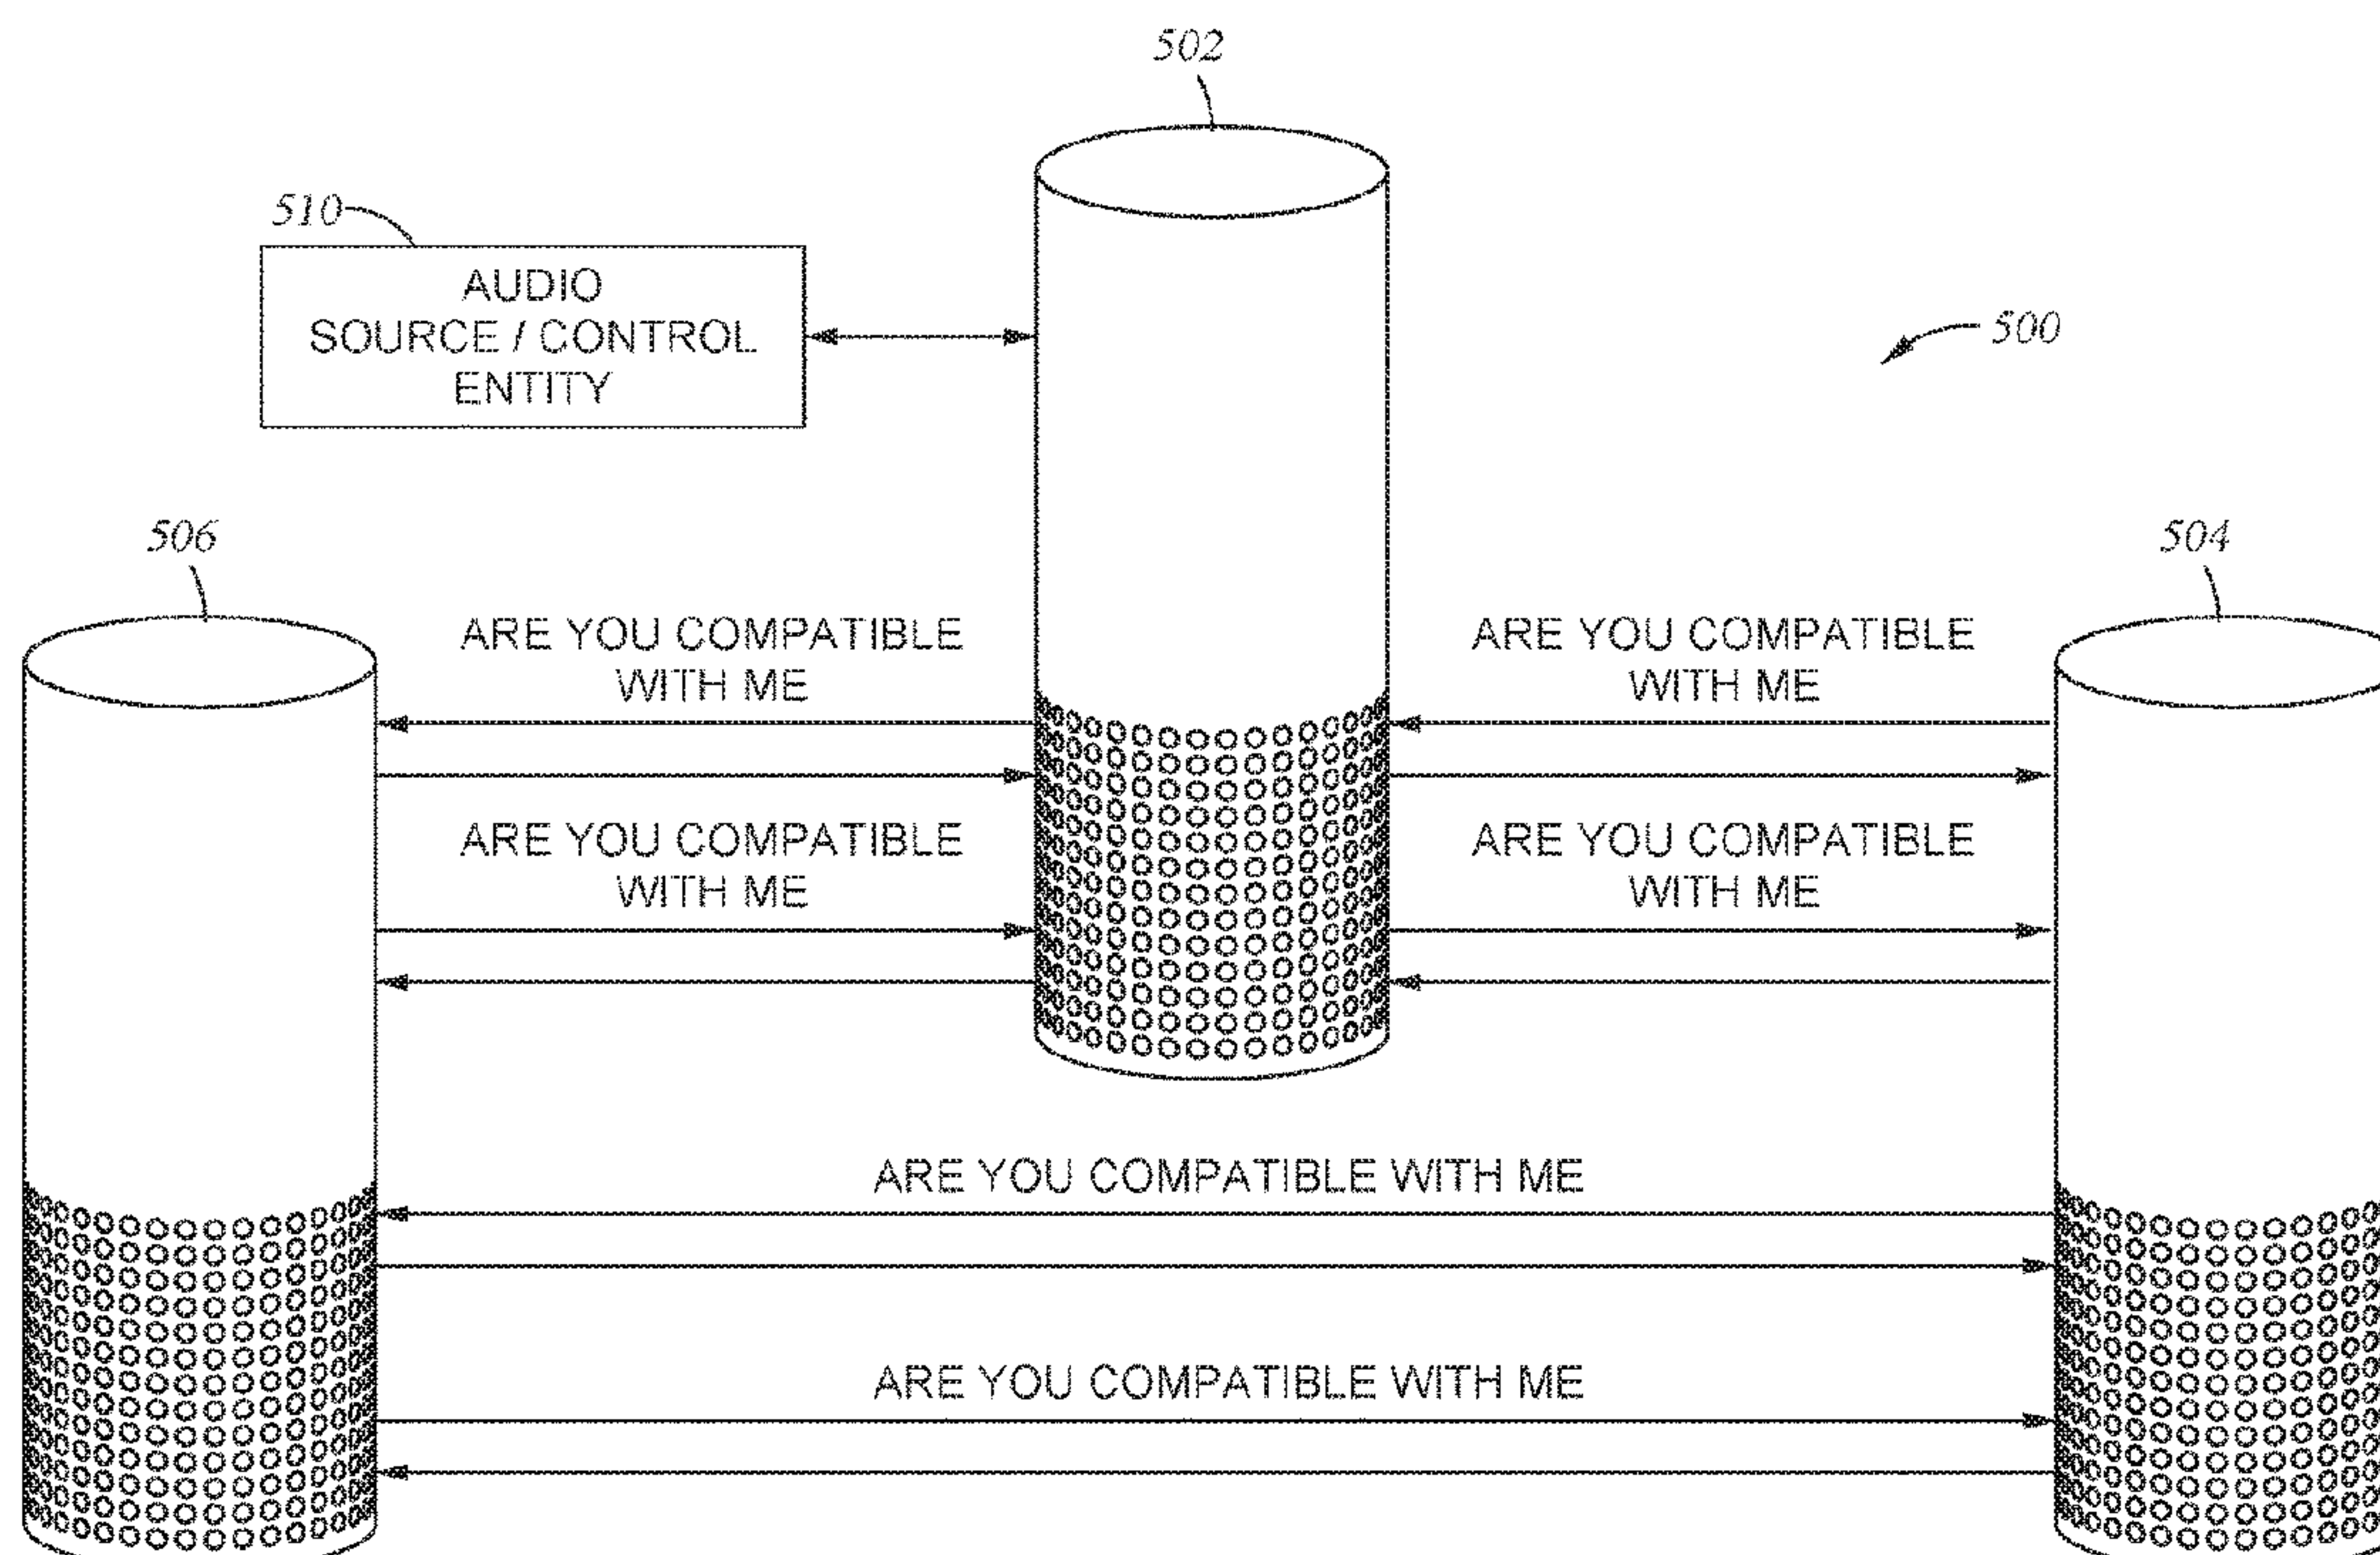 502
510
AUDIO
SOURCE / CONTROL
ENTITY
500
506
504
ARE YOU COMPATIBLE
WITH ME
ARE YOU COMPATIBLE
WITH ME
ARE YOU COMPATIBLE
WITH ME
ARE YOU COMPATIBLE
WITH ME
ARE YOU COMPATIBLE WITH ME
ARE YOU COMPATIBLE WITH ME